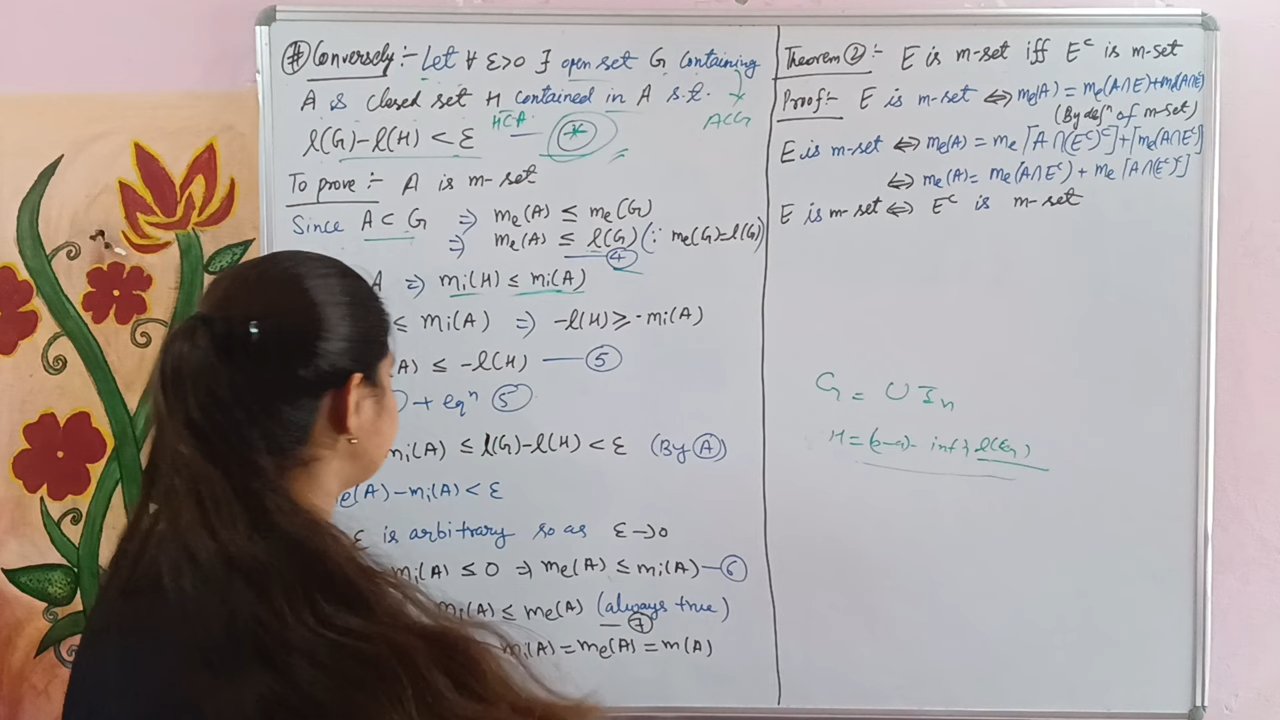 # Conversely :- Let ∀ ε>0 ∃ open set G containing
A & closed set H contained in A s.t.
H⊂A
A⊂G
l(G)-l(H) < ε — *
To prove :- A is m-set
Since A ⊂ G ⇒ me(A) ≤ me(G)
⇒ me(A) ≤ l(G) (∵ me(G)=l(G))
4
A ⇒ mi(H) ≤ mi(A)
≤ mi(A) ⇒ -l(H) ≥ -mi(A)
A) ≤ -l(H) — 5
+ eqn 5
mi(A) ≤ l(G)-l(H) < ε (By A)
me(A)-mi(A) < ε
ε is arbitrary so as ε→0
mi(A) ≤ 0 ⇒ me(A) ≤ mi(A) — 6
mi(A) ≤ me(A) (always true)
— 7
mi(A) = me(A) = m(A)
Theorem 2 :- E is m-set iff Eᶜ is m-set
Proof:- E is m-set ⇔ me(A) = me(A∩E)+me(A∩Eᶜ)
(By defⁿ of m-set)
E is m-set ⇔ me(A) = me[A∩(Eᶜ)ᶜ]+[me(A∩Eᶜ)]
⇔ me(A) = me(A∩Eᶜ) + me[A∩(Eᶜ)ᶜ]
E is m-set ⇔ Eᶜ is m-set
G = ∪In
H = (b-a) - inf